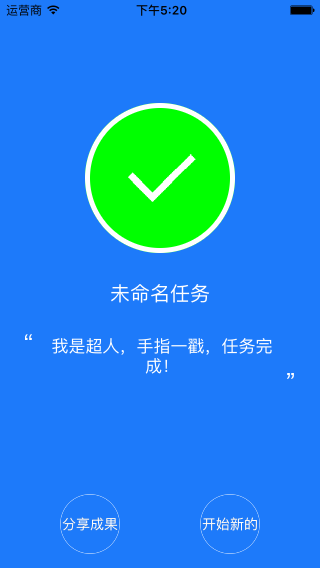 运营商 下午5:20
未命名任务
“ 我是超人，手指一戳，任务完
成！ ”
分享成果 开始新的